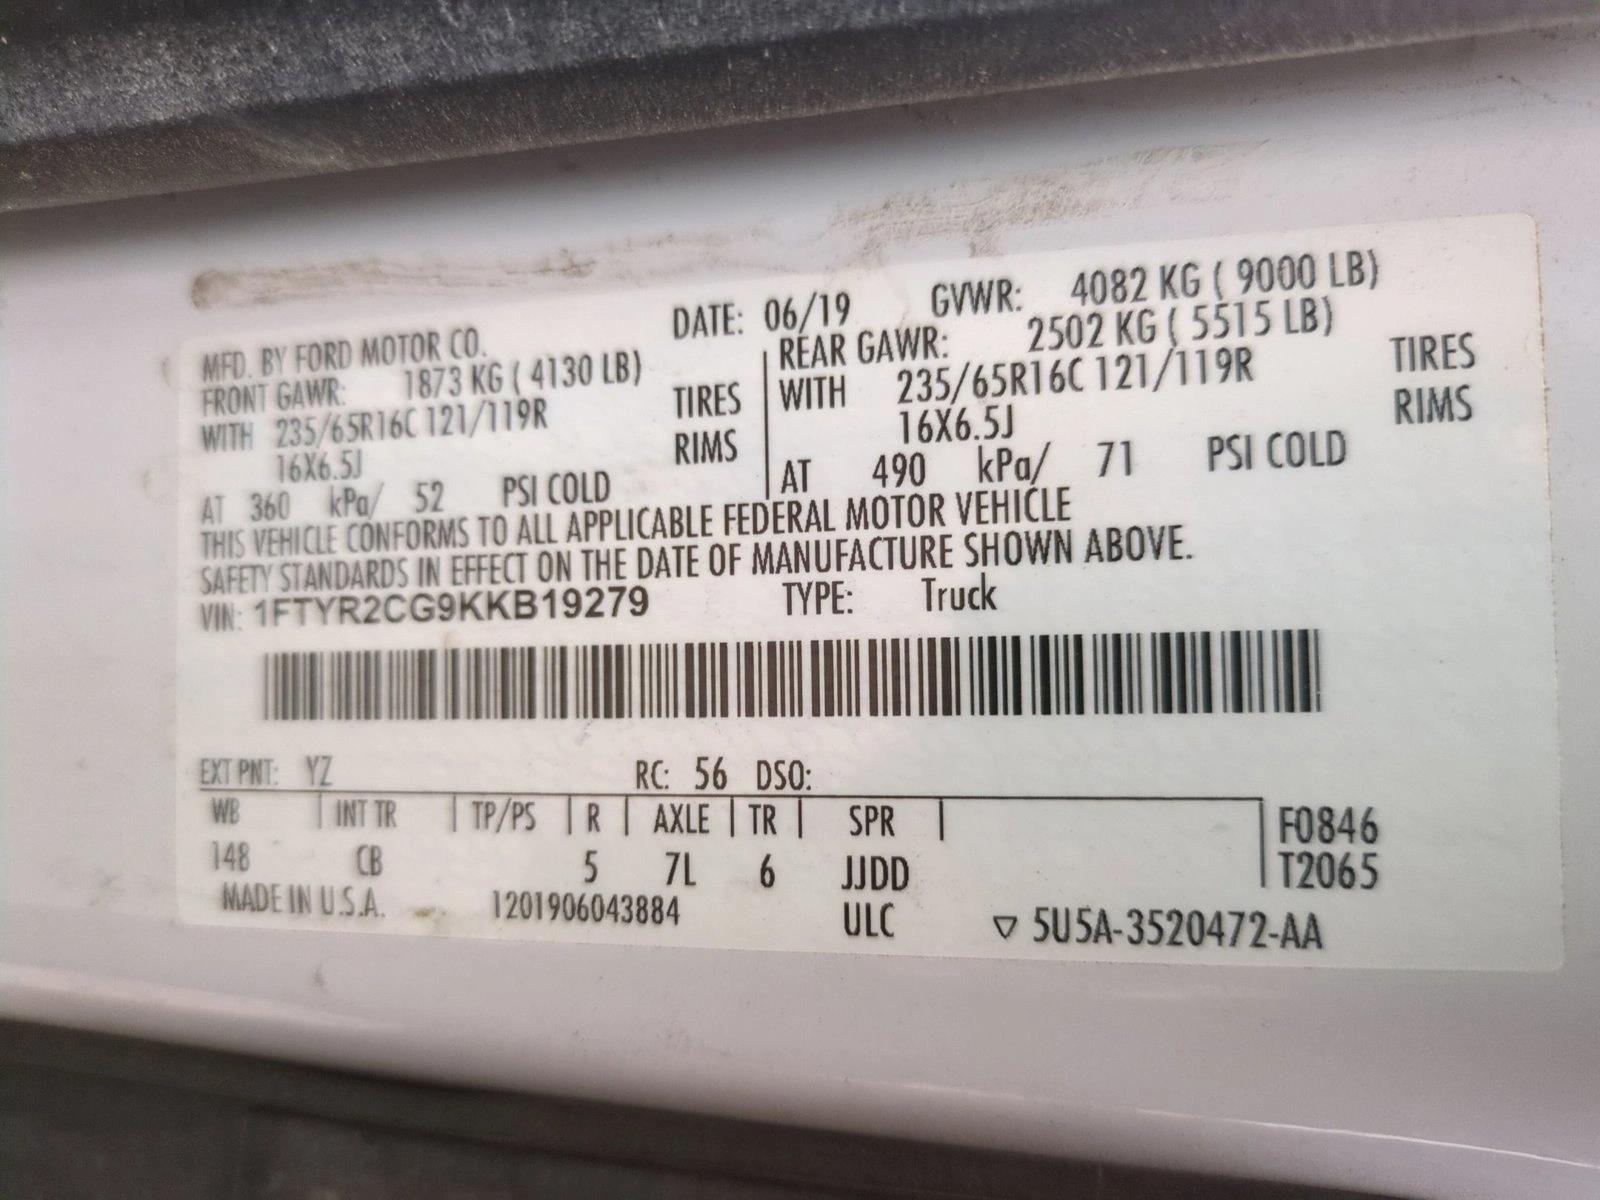 MFD. BY FORD MOTOR CO. DATE: 06/19 GVWR: 4082 KG ( 9000 LB)
FRONT GAWR: 1873 KG ( 4130 LB) REAR GAWR: 2502 KG ( 5515 LB)
WITH 235/65R16C 121/119R TIRES WITH 235/65R16C 121/119R TIRES
16X6.5J RIMS 16X6.5J RIMS
AT 360 kPa/ 52 PSI COLD AT 490 kPa/ 71 PSI COLD
THIS VEHICLE CONFORMS TO ALL APPLICABLE FEDERAL MOTOR VEHICLE
SAFETY STANDARDS IN EFFECT ON THE DATE OF MANUFACTURE SHOWN ABOVE.
VIN: 1FTYR2CG9KKB19279 TYPE: Truck
EXT PNT: YZ RC: 56 DSO:
WB INT TR TP/PS R AXLE TR SPR F0846
148 CB 5 7L 6 JJDD T2065
MADE IN U.S.A. 1201906043884 ULC ▽ 5U5A-3520472-AA